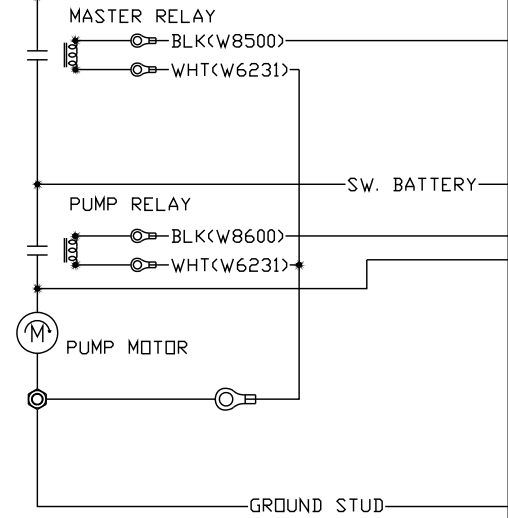 MASTER RELAY
BLK(W8500)
WHT(W6231)
SW. BATTERY
PUMP RELAY
BLK(W8600)
WHT(W6231)
M
PUMP MOTOR
GROUND STUD